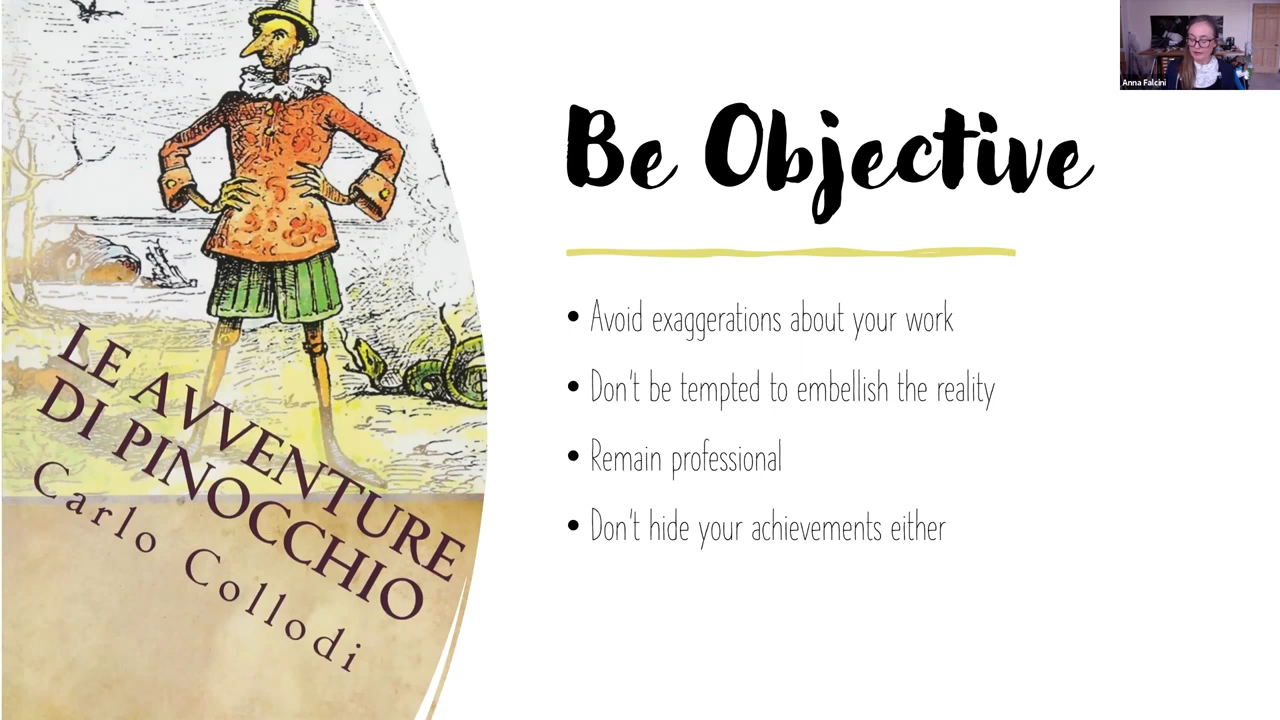 Anna Falcini
Be Objective
• Avoid exaggerations about your work
• Don't be tempted to embellish the reality
• Remain professional
• Don't hide your achievements either
LE AVVENTURE
DI PINOCCHIO
Carlo Collodi